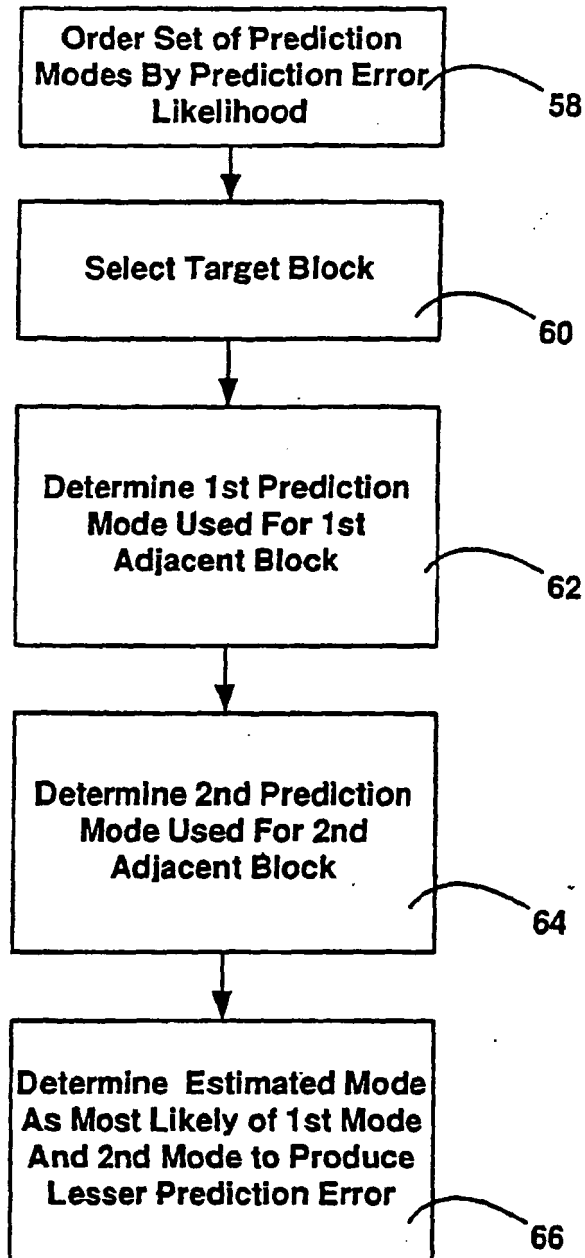 Order Set of Prediction
Modes By Prediction Error
Likelihood
58
Select Target Block
60
Determine 1st Prediction
Mode Used For 1st
Adjacent Block
62
Determine 2nd Prediction
Mode Used For 2nd
Adjacent Block
64
Determine Estimated Mode
As Most Likely of 1st Mode
And 2nd Mode to Produce
Lesser Prediction Error
66